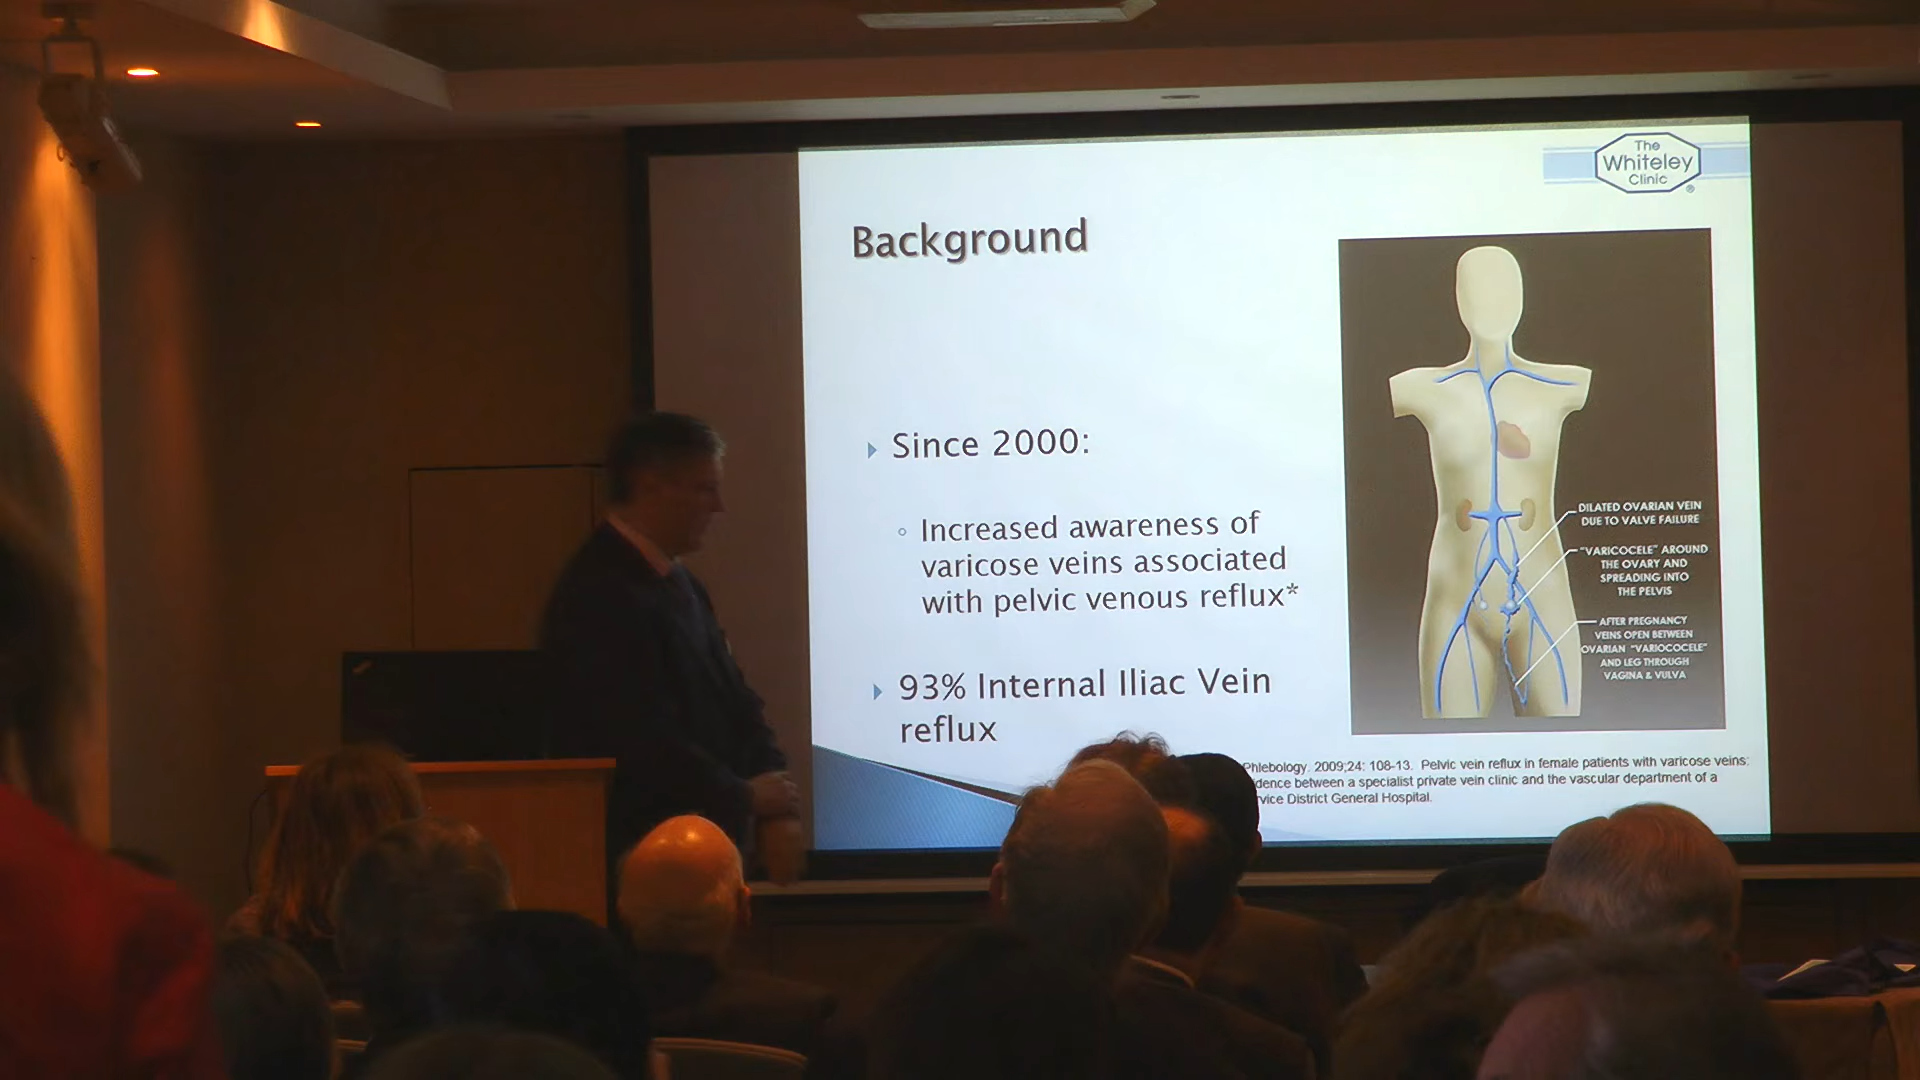 The
Whiteley
Clinic
®
Background
Since 2000:
Increased awareness of
varicose veins associated
with pelvic venous reflux*
93% Internal Iliac Vein
reflux
DILATED OVARIAN VEIN
DUE TO VALVE FAILURE
"VARICOCELE" AROUND
THE OVARY AND
SPREADING INTO
THE PELVIS
AFTER PREGNANCY
VEINS OPEN BETWEEN
OVARIAN "VARIOCOCELE"
AND LEG THROUGH
VAGINA & VULVA
Phlebology. 2009;24: 108-13. Pelvic vein reflux in female patients with varicose veins:
between a specialist private vein clinic and the vascular department of a
District General Hospital.